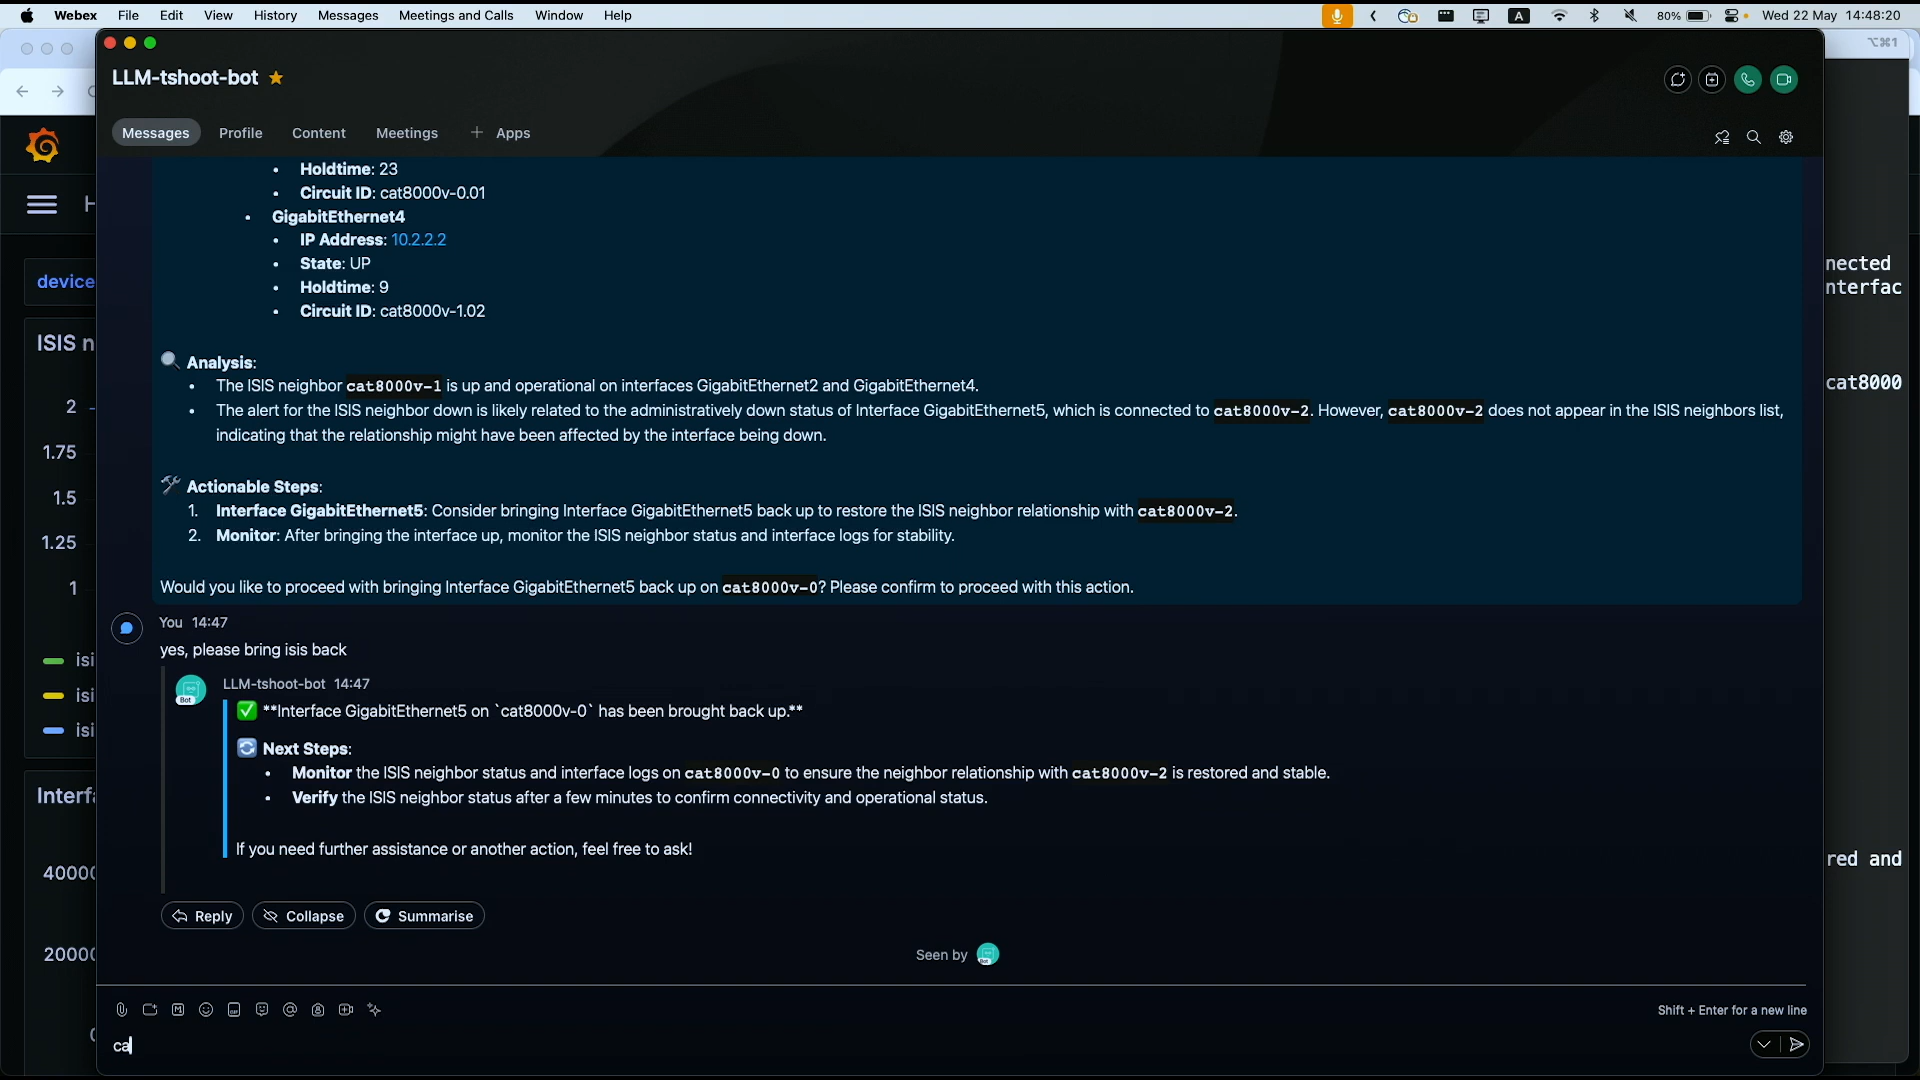 Webex File Edit View History Messages Meetings and Calls Window Help A 80% Wed 22 May 14:48:20
⌥⌘1
LLM-tshoot-bot
Messages Profile Content Meetings + Apps
• Holdtime: 23
• Circuit ID: cat8000v-0.01
• GigabitEthernet4
• IP Address: 10.2.2.2
• State: UP
• Holdtime: 9
• Circuit ID: cat8000v-1.02
🔍 Analysis:
• The ISIS neighbor cat8000v-1 is up and operational on interfaces GigabitEthernet2 and GigabitEthernet4.
• The alert for the ISIS neighbor down is likely related to the administratively down status of Interface GigabitEthernet5, which is connected to cat8000v-2. However, cat8000v-2 does not appear in the ISIS neighbors list,
indicating that the relationship might have been affected by the interface being down.
🛠 Actionable Steps:
1. Interface GigabitEthernet5: Consider bringing Interface GigabitEthernet5 back up to restore the ISIS neighbor relationship with cat8000v-2.
2. Monitor: After bringing the interface up, monitor the ISIS neighbor status and interface logs for stability.
Would you like to proceed with bringing Interface GigabitEthernet5 back up on cat8000v-0? Please confirm to proceed with this action.
You 14:47
yes, please bring isis back
LLM-tshoot-bot 14:47
Bot
✅ **Interface GigabitEthernet5 on `cat8000v-0` has been brought back up.**
🔄 Next Steps:
• Monitor the ISIS neighbor status and interface logs on cat8000v-0 to ensure the neighbor relationship with cat8000v-2 is restored and stable.
• Verify the ISIS neighbor status after a few minutes to confirm connectivity and operational status.
If you need further assistance or another action, feel free to ask!
Reply Collapse Summarise
Seen by
Shift + Enter for a new line
ca
H
device
ISIS n
2
1.75
1.5
1.25
1
isi
isi
isi
Interfa
40000
20000
nected
nterfac
cat8000
red and